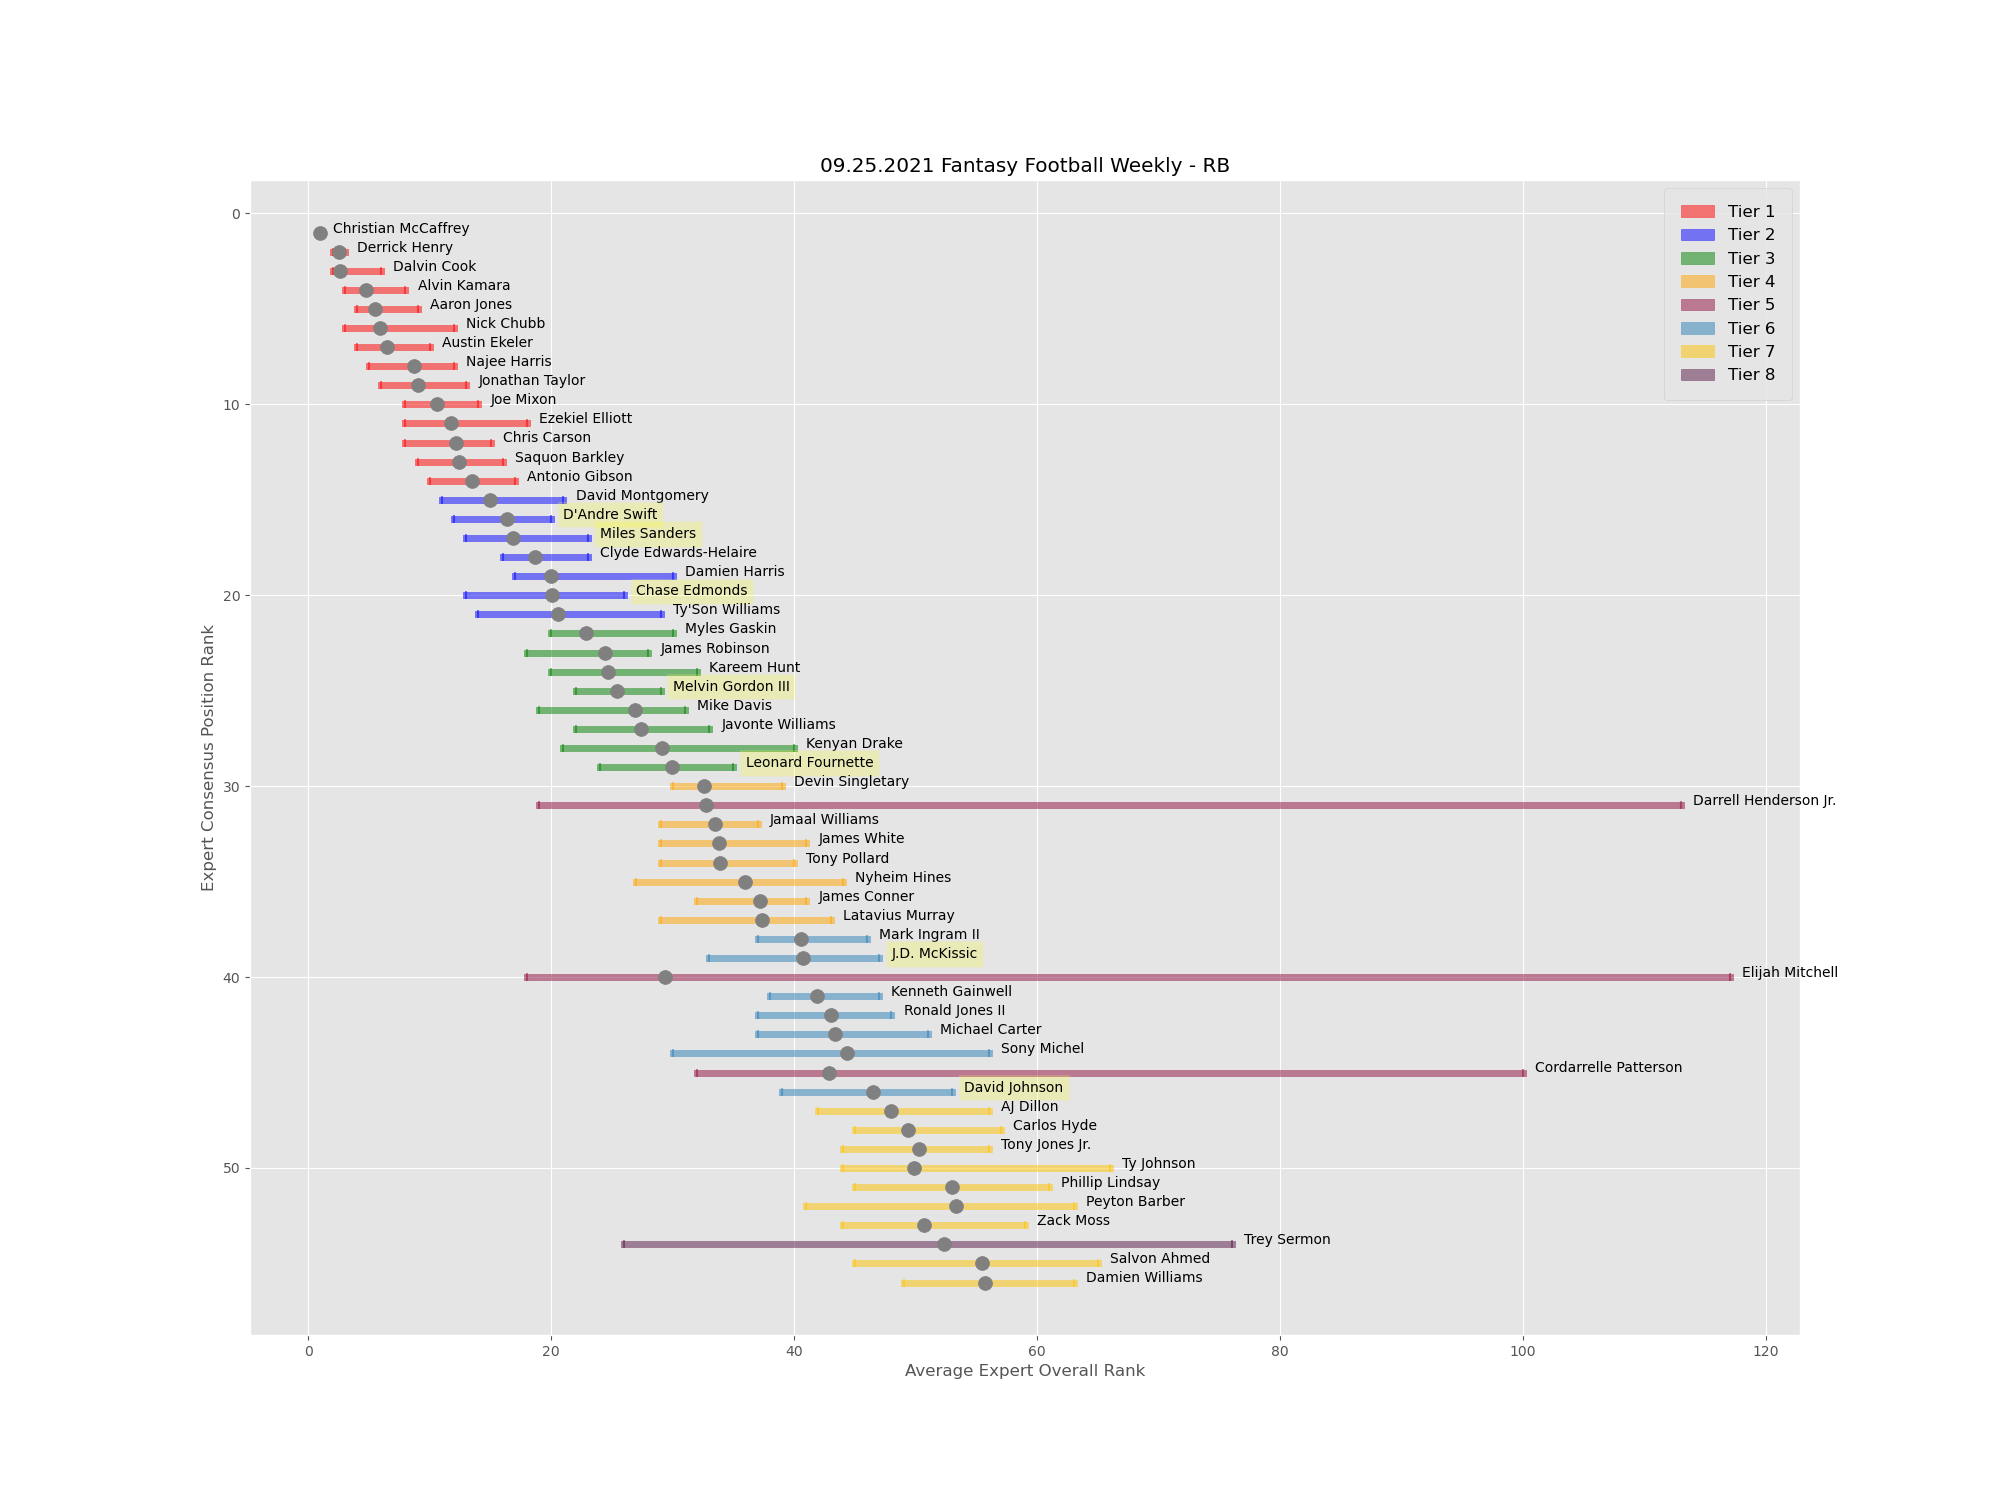 09.25.2021 Fantasy Football Weekly - RB
Tier 1
Tier 2
Tier 3
Tier 4
Tier 5
Tier 6
Tier 7
Tier 8
Expert Consensus Position Rank
0
10
20
30
40
50
Christian McCaffrey
Derrick Henry
Dalvin Cook
Alvin Kamara
Aaron Jones
Nick Chubb
Austin Ekeler
Najee Harris
Jonathan Taylor
Joe Mixon
Ezekiel Elliott
Chris Carson
Saquon Barkley
Antonio Gibson
David Montgomery
D'Andre Swift
Miles Sanders
Clyde Edwards-Helaire
Damien Harris
Chase Edmonds
Ty'Son Williams
Myles Gaskin
James Robinson
Kareem Hunt
Melvin Gordon III
Mike Davis
Javonte Williams
Kenyan Drake
Leonard Fournette
Devin Singletary
Darrell Henderson Jr.
Jamaal Williams
James White
Tony Pollard
Nyheim Hines
James Conner
Latavius Murray
Mark Ingram II
J.D. McKissic
Elijah Mitchell
Kenneth Gainwell
Ronald Jones II
Michael Carter
Sony Michel
Cordarrelle Patterson
David Johnson
AJ Dillon
Carlos Hyde
Tony Jones Jr.
Ty Johnson
Phillip Lindsay
Peyton Barber
Zack Moss
Trey Sermon
Salvon Ahmed
Damien Williams
0 20 40 60 80 100 120
Average Expert Overall Rank